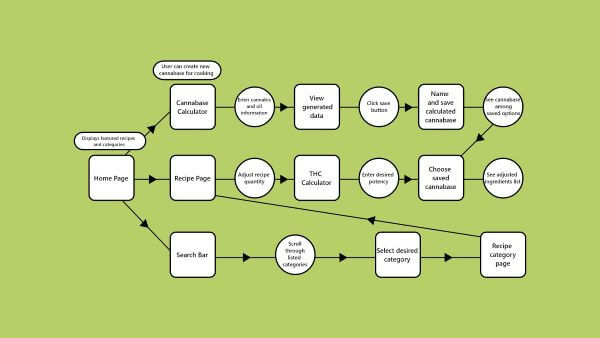 User can create new
cannabase for cooking
Cannabase
Calculator
Enter cannabis
and oil
information
View
generated
data
Click save
button
Name
and save
calculated
cannabase
See cannabase
among
saved options
Displays featured recipes
and categories
Home Page
Recipe Page
Adjust recipe
quantity
THC
Calculator
Enter desired
potency
Choose
saved
cannabase
See adjusted
ingredients list
Search Bar
Scroll
through
listed
categories
Select desired
category
Recipe
category
page